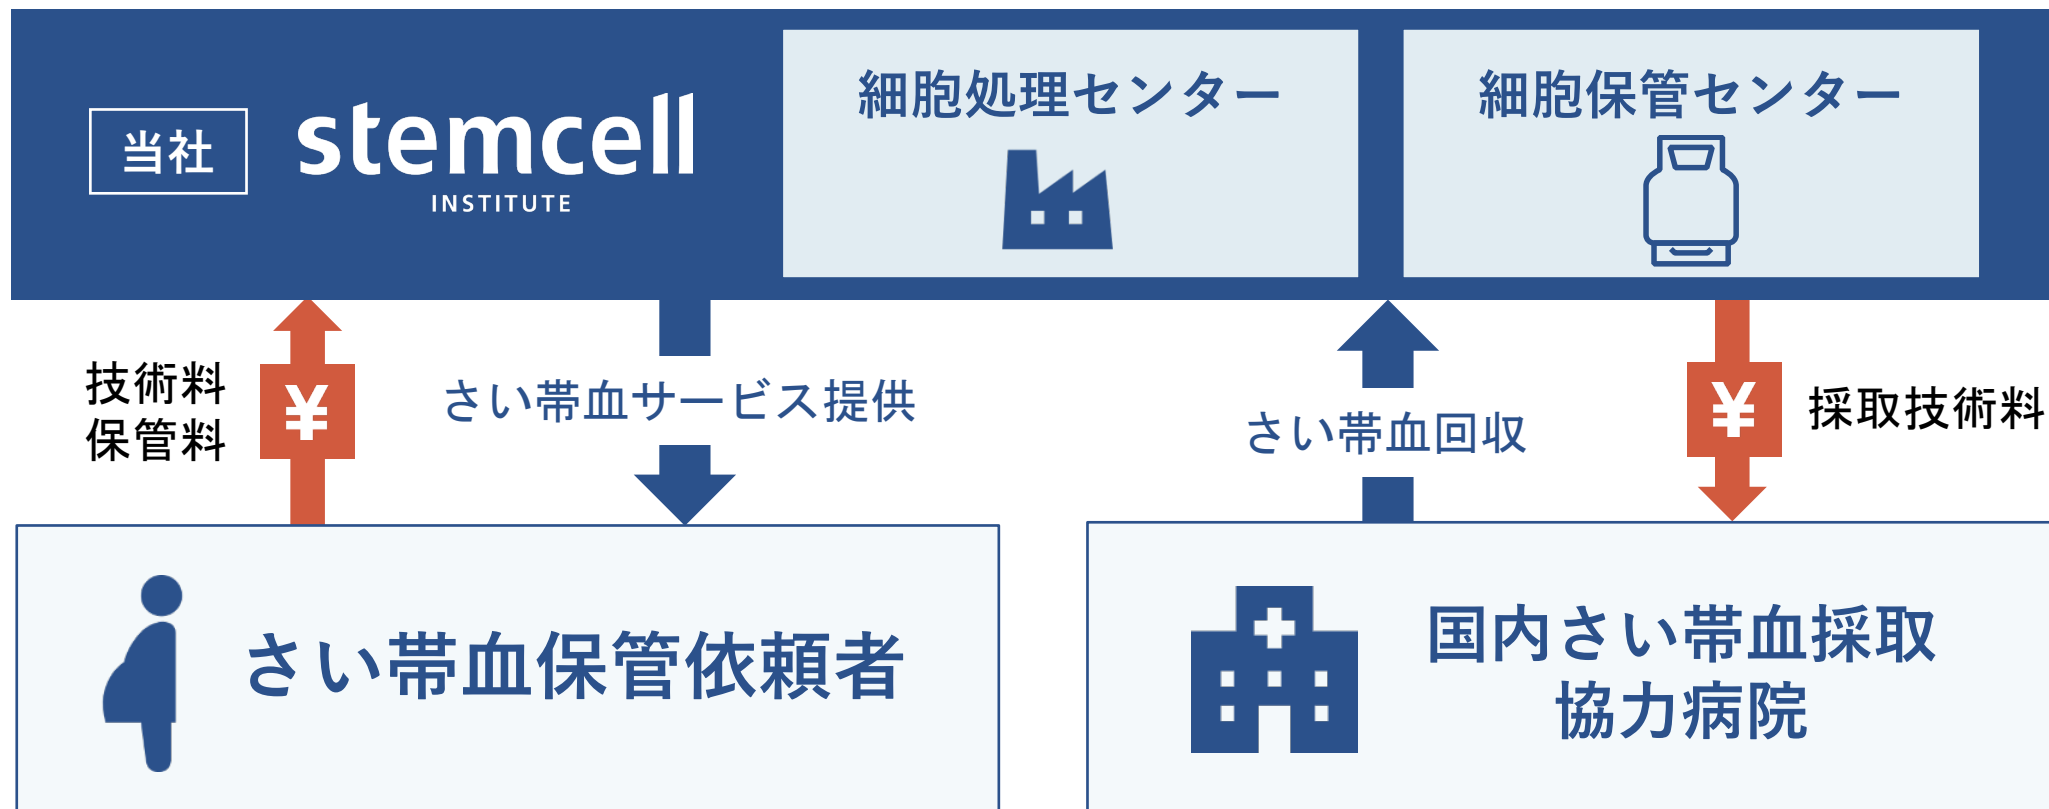 当社
stemcell
INSTITUTE
細胞処理センター
細胞保管センター
技術料
保管料
¥
さい帯血サービス提供
さい帯血回収
¥
採取技術料
さい帯血保管依頼者
国内さい帯血採取
協力病院